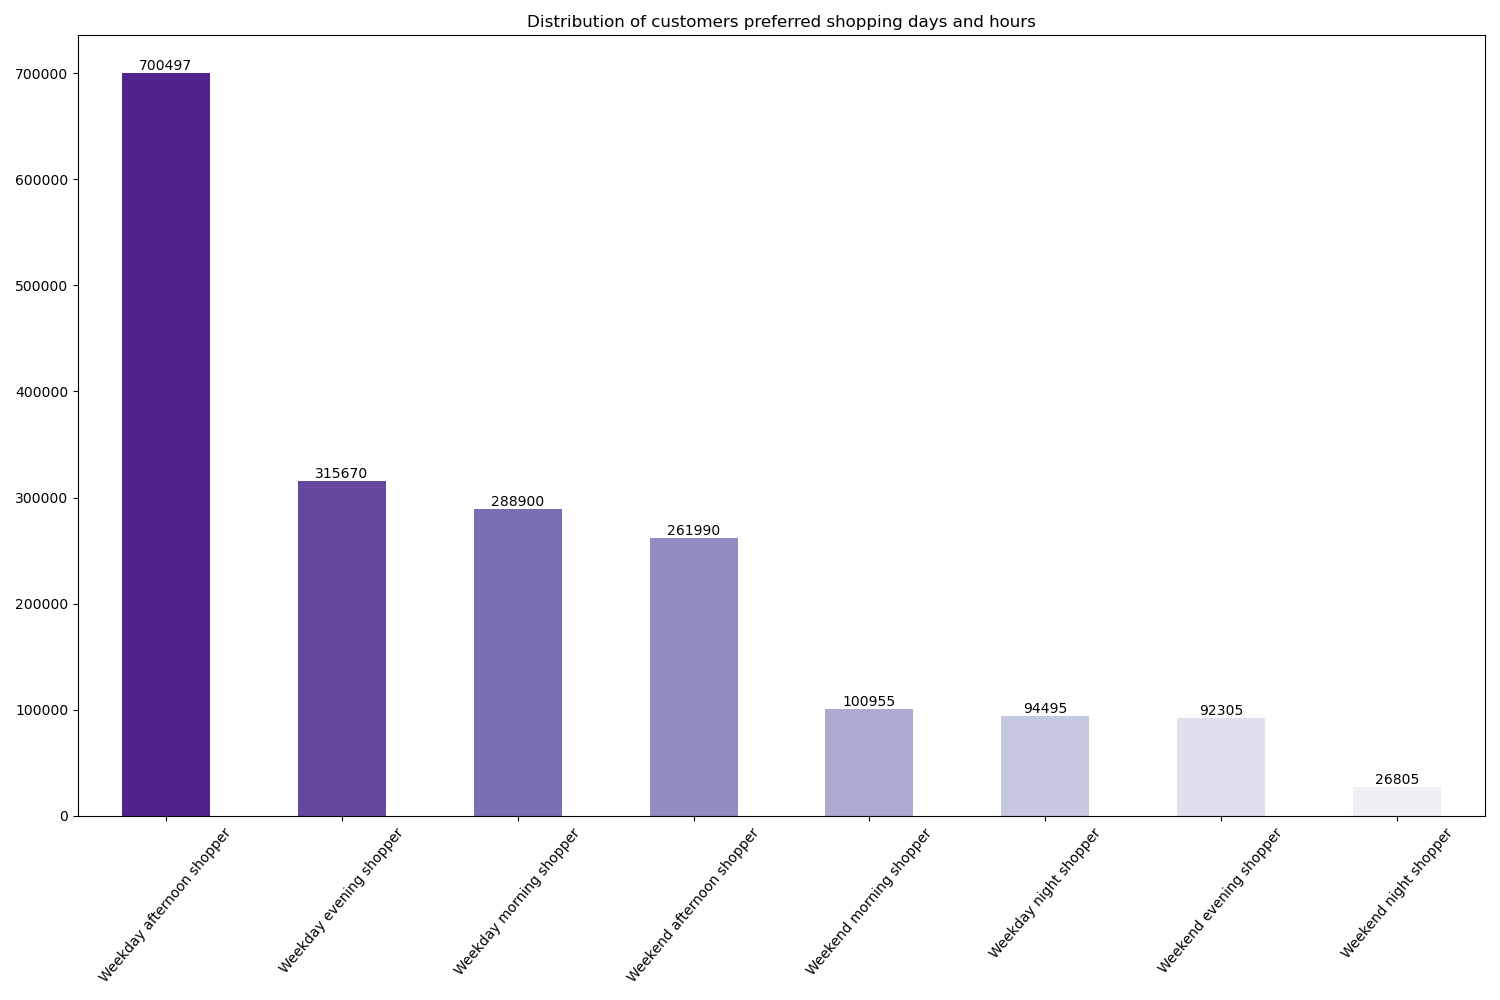 Distribution of customers preferred shopping days and hours
700000
600000
500000
400000
300000
200000
100000
0
700497
315670
288900
261990
100955
94495
92305
26805
Weekday afternoon shopper
Weekday evening shopper
Weekday morning shopper
Weekend afternoon shopper
Weekend morning shopper
Weekday night shopper
Weekend evening shopper
Weekend night shopper